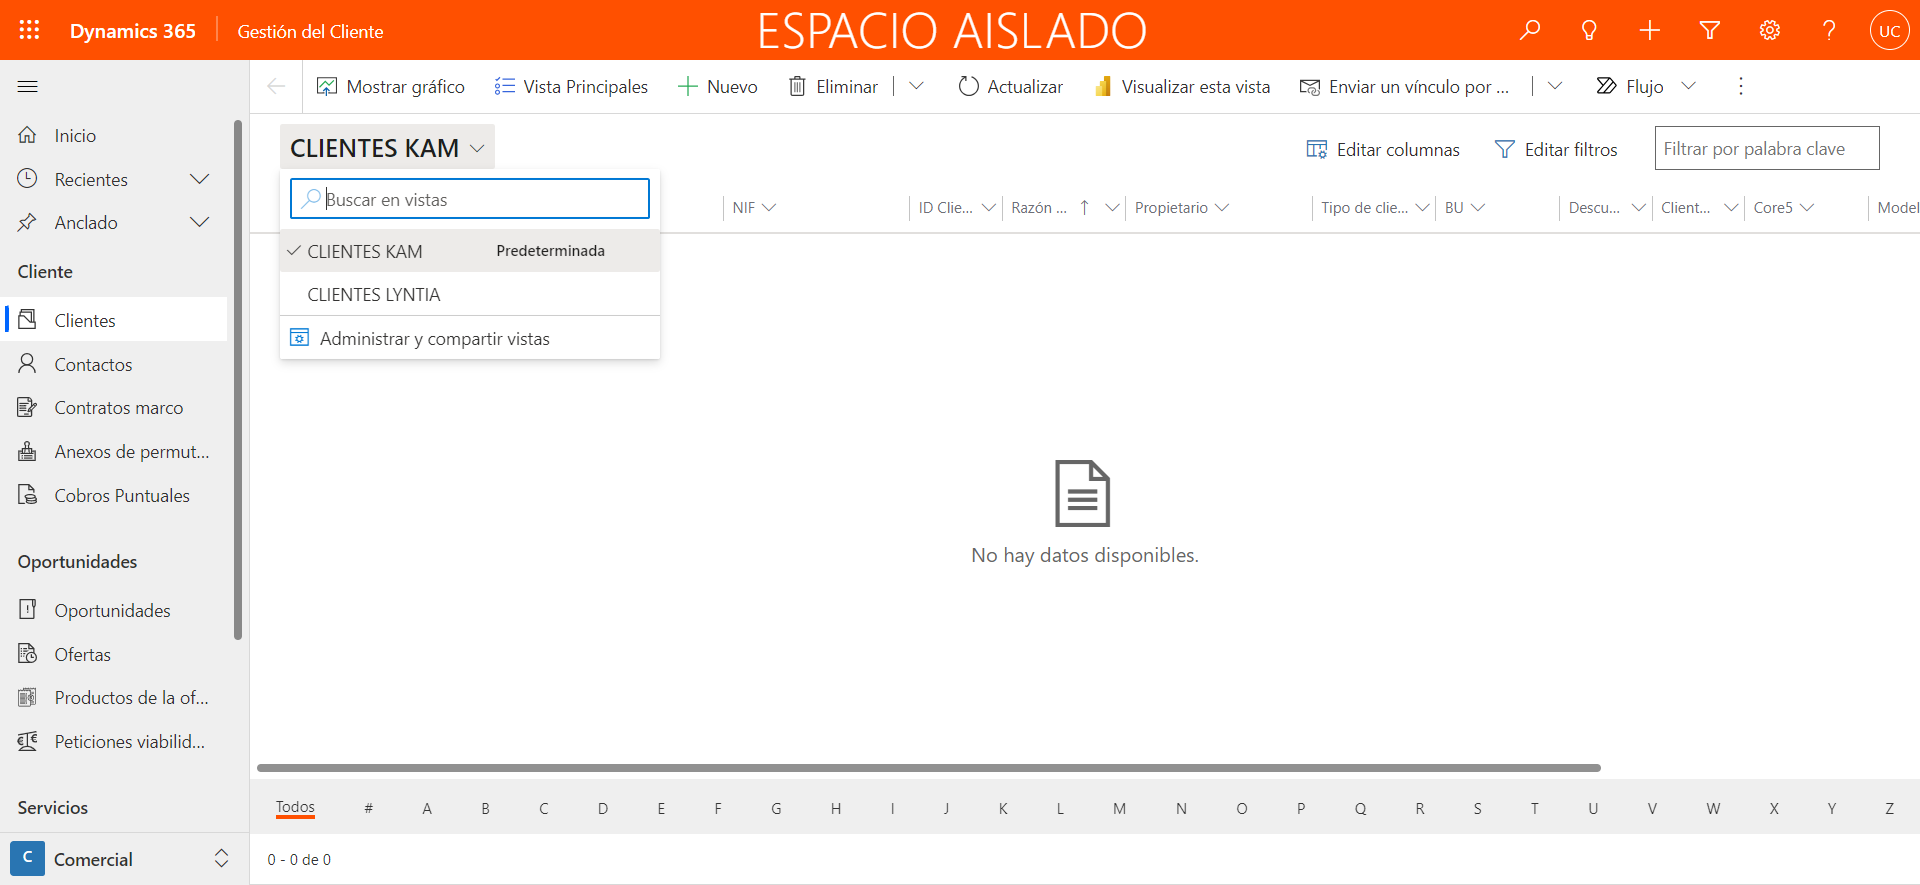 Dynamics 365
Gestión del Cliente
ESPACIO AISLADO
UC
Mostrar gráfico
Vista Principales
Nuevo
Eliminar
Actualizar
Visualizar esta vista
Enviar un vínculo por ...
Flujo
Inicio
Recientes
Anclado
Cliente
Clientes
Contactos
Contratos marco
Anexos de permut...
Cobros Puntuales
Oportunidades
Oportunidades
Ofertas
Productos de la of...
Peticiones viabilid...
Servicios
C
Comercial
CLIENTES KAM
Editar columnas
Editar filtros
Filtrar por palabra clave
Buscar en vistas
CLIENTES KAM
Predeterminada
CLIENTES LYNTIA
Administrar y compartir vistas
NIF
ID Clie...
Razón ...
Propietario
Tipo de clie...
BU
Descu...
Client...
Core5
Model
No hay datos disponibles.
Todos # A B C D E F G H I J K L M N O P Q R S T U V W X Y Z
0 - 0 de 0